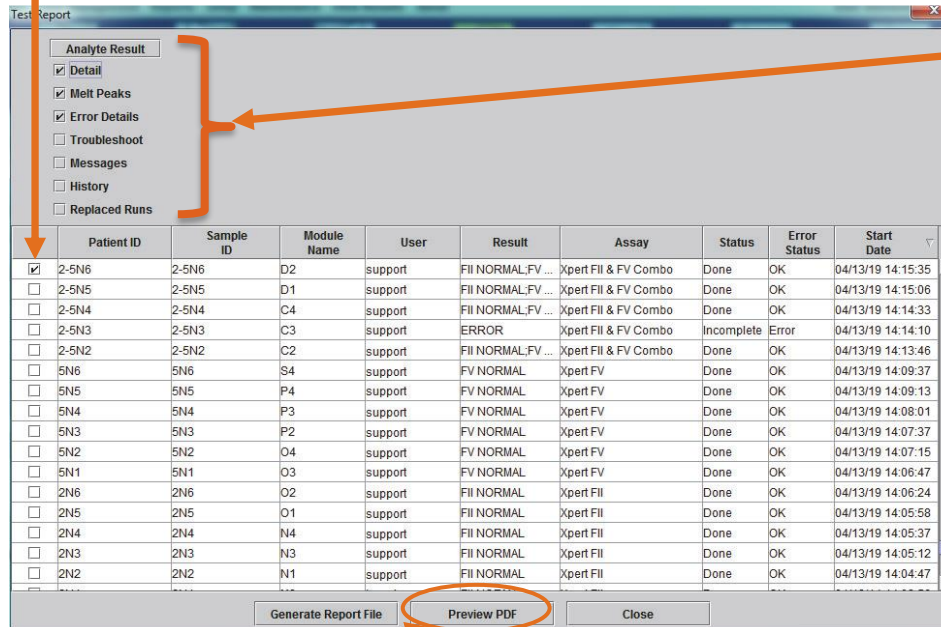 Test Report
Analyte Result
Detail
Melt Peaks
Error Details
Troubleshoot
Messages
History
Replaced Runs
Patient ID Sample ID Module Name User Result Assay Status Error Status Start Date
2-5N6 2-5N6 D2 support FII NORMAL;FV ... Xpert FII & FV Combo Done OK 04/13/19 14:15:35
2-5N5 2-5N5 D1 support FII NORMAL;FV ... Xpert FII & FV Combo Done OK 04/13/19 14:15:06
2-5N4 2-5N4 C4 support FII NORMAL;FV ... Xpert FII & FV Combo Done OK 04/13/19 14:14:33
2-5N3 2-5N3 C3 support ERROR Xpert FII & FV Combo Incomplete Error 04/13/19 14:14:10
2-5N2 2-5N2 C2 support FII NORMAL;FV ... Xpert FII & FV Combo Done OK 04/13/19 14:13:46
5N6 5N6 S4 support FV NORMAL Xpert FV Done OK 04/13/19 14:09:37
5N5 5N5 P4 support FV NORMAL Xpert FV Done OK 04/13/19 14:09:13
5N4 5N4 P3 support FV NORMAL Xpert FV Done OK 04/13/19 14:08:01
5N3 5N3 P2 support FV NORMAL Xpert FV Done OK 04/13/19 14:07:37
5N2 5N2 O4 support FV NORMAL Xpert FV Done OK 04/13/19 14:07:15
5N1 5N1 O3 support FV NORMAL Xpert FV Done OK 04/13/19 14:06:47
2N6 2N6 O2 support FII NORMAL Xpert FII Done OK 04/13/19 14:06:24
2N5 2N5 O1 support FII NORMAL Xpert FII Done OK 04/13/19 14:05:58
2N4 2N4 N4 support FII NORMAL Xpert FII Done OK 04/13/19 14:05:37
2N3 2N3 N3 support FII NORMAL Xpert FII Done OK 04/13/19 14:05:12
2N2 2N2 N1 support FII NORMAL Xpert FII Done OK 04/13/19 14:04:47
Generate Report File Preview PDF Close